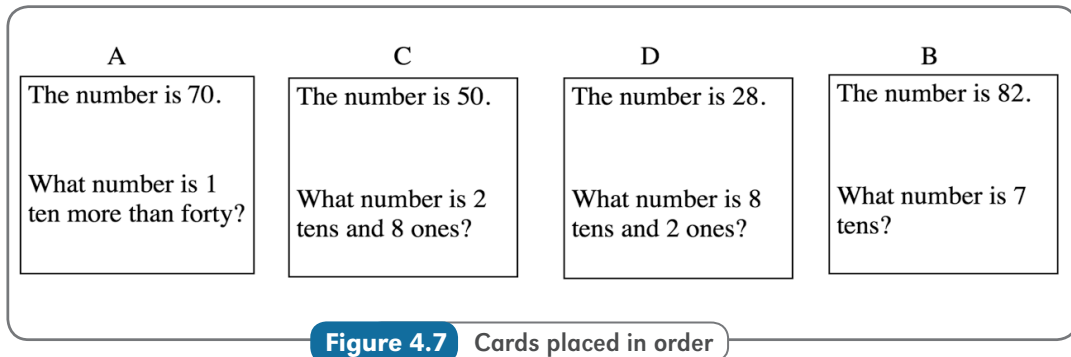 A
The number is 70.
What number is 1
ten more than forty?
C
The number is 50.
What number is 2
tens and 8 ones?
D
The number is 28.
What number is 8
tens and 2 ones?
B
The number is 82.
What number is 7
tens?
Figure 4.7 Cards placed in order